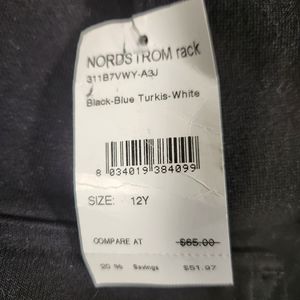 NORDSTROM rack
311B7VWY-A3J
Black-Blue Turkis-White
8 034019 384099
SIZE: 12Y
COMPARE AT $65.00
20 % Savings $51.97